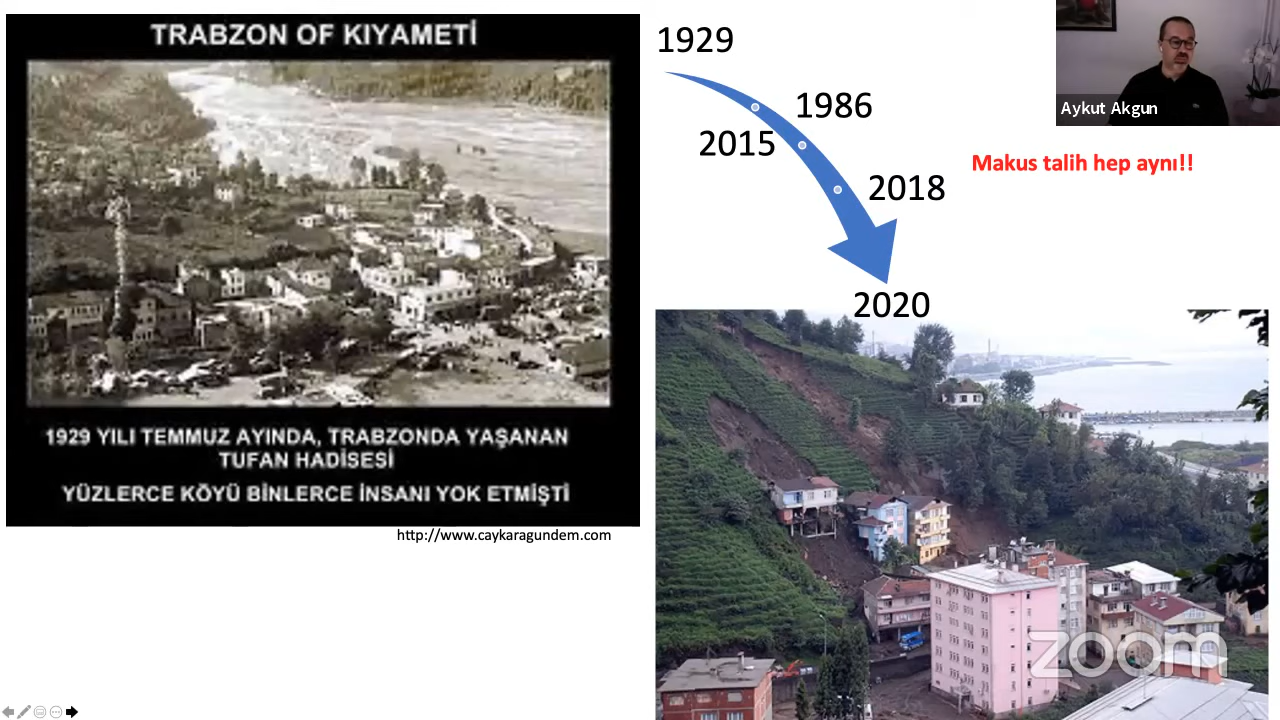 TRABZON OF KIYAMETİ
1929 YILI TEMMUZ AYINDA, TRABZONDA YAŞANAN
TUFAN HADİSESİ
YÜZLERCE KÖYÜ BİNLERCE İNSANI YOK ETMİŞTİ
http://www.caykaragundem.com
1929
1986
2015
2018
2020
Makus talih hep aynı!!
Aykut Akgun
zoom